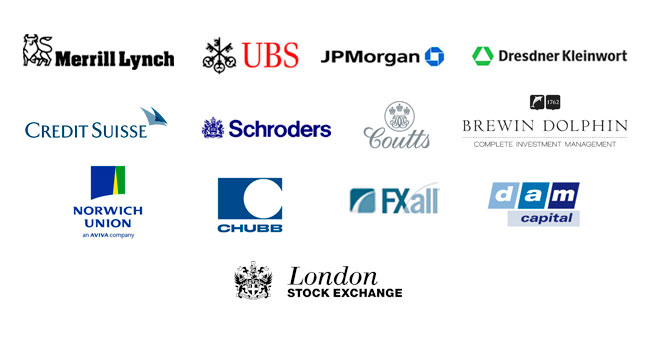 Merrill Lynch
UBS
JPMorgan
Dresdner Kleinwort
CREDIT SUISSE
Schroders
Coutts
1762
BREWIN DOLPHIN
COMPLETE INVESTMENT MANAGEMENT
NORWICH
UNION
an AVIVA company
CHUBB
FXall
dam
capital
London
STOCK EXCHANGE